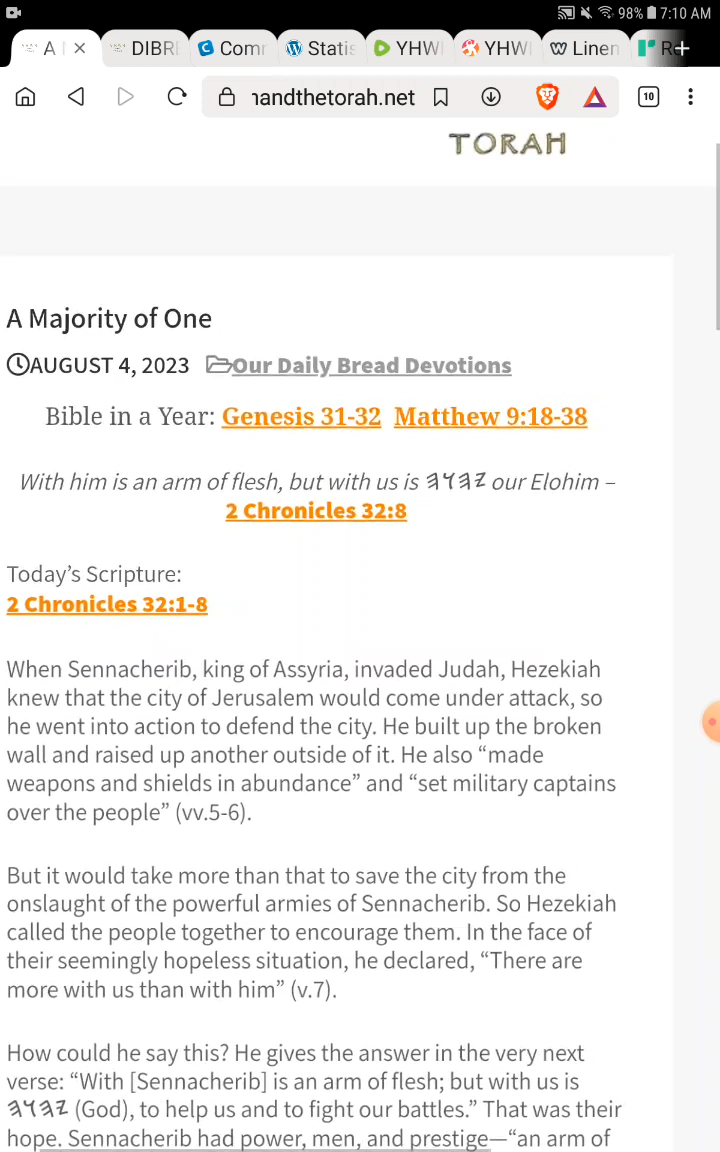 98% 7:10 AM
A DIBR Comr Statis YHW YHW Linen R +
handthetorah.net 10
TORAH
A Majority of One
AUGUST 4, 2023 Our Daily Bread Devotions
Bible in a Year: Genesis 31-32 Matthew 9:18-38
With him is an arm of flesh, but with us is 𐤉𐤄𐤅𐤄 our Elohim –
2 Chronicles 32:8
Today’s Scripture:
2 Chronicles 32:1-8
When Sennacherib, king of Assyria, invaded Judah, Hezekiah
knew that the city of Jerusalem would come under attack, so
he went into action to defend the city. He built up the broken
wall and raised up another outside of it. He also “made
weapons and shields in abundance” and “set military captains
over the people” (vv.5-6).
But it would take more than that to save the city from the
onslaught of the powerful armies of Sennacherib. So Hezekiah
called the people together to encourage them. In the face of
their seemingly hopeless situation, he declared, “There are
more with us than with him” (v.7).
How could he say this? He gives the answer in the very next
verse: “With [Sennacherib] is an arm of flesh; but with us is
𐤉𐤄𐤅𐤄 (God), to help us and to fight our battles.” That was their
hope. Sennacherib had power, men, and prestige—“an arm of